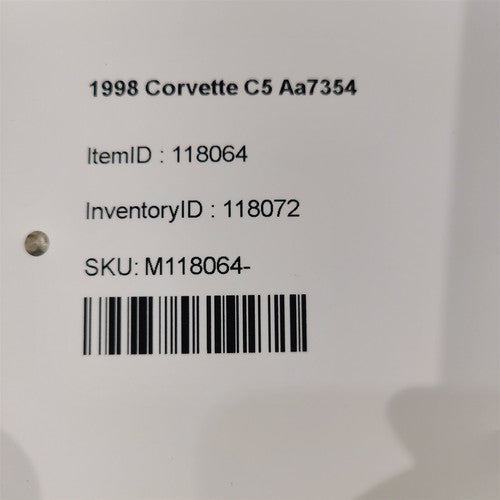 1998 Corvette C5 Aa7354
ItemID : 118064
InventoryID : 118072
SKU: M118064-